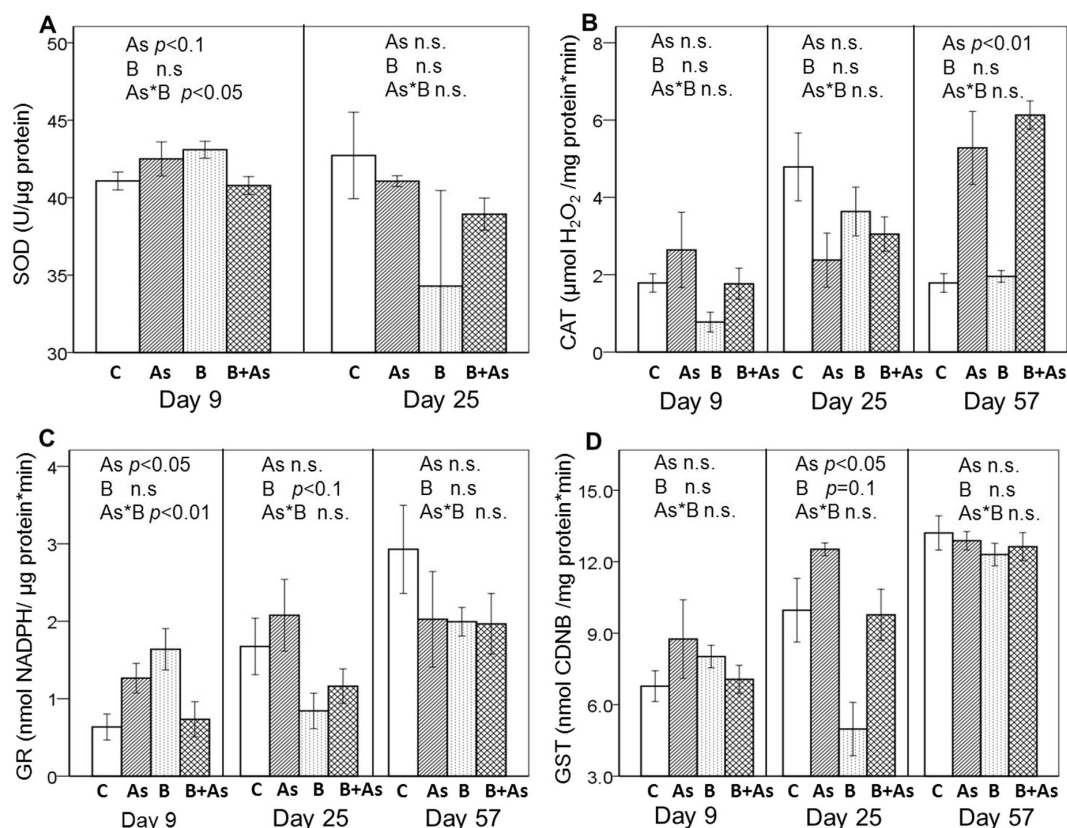 A
As p<0.1
B n.s
As*B p<0.05
As n.s.
B n.s
As*B n.s.
50
45
40
35
30
SOD (U/µg protein)
C As B B+As
C As B B+As
Day 9
Day 25
B
As n.s.
B n.s
As*B n.s.
As n.s.
B n.s
As*B n.s.
As p<0.01
B n.s
As*B n.s.
8
6
4
2
0
CAT (µmol H₂O₂ /mg protein*min)
C As B B+As
C As B B+As
C As B B+As
Day 9
Day 25
Day 57
C
As p<0.05
B n.s
As*B p<0.01
As n.s.
B p<0.1
As*B n.s.
As n.s.
B n.s
As*B n.s.
4
3
2
1
0
GR (nmol NADPH/ µg protein*min)
C As B B+As
C As B B+As
C As B B+As
Day 9
Day 25
Day 57
D
As n.s.
B n.s
As*B n.s.
As p<0.05
B p=0.1
As*B n.s.
As n.s.
B n.s
As*B n.s.
15.0
12.0
9.0
6.0
3.0
GST (nmol CDNB /mg protein*min)
C As B B+As
C As B B+As
C As B B+As
Day 9
Day 25
Day 57